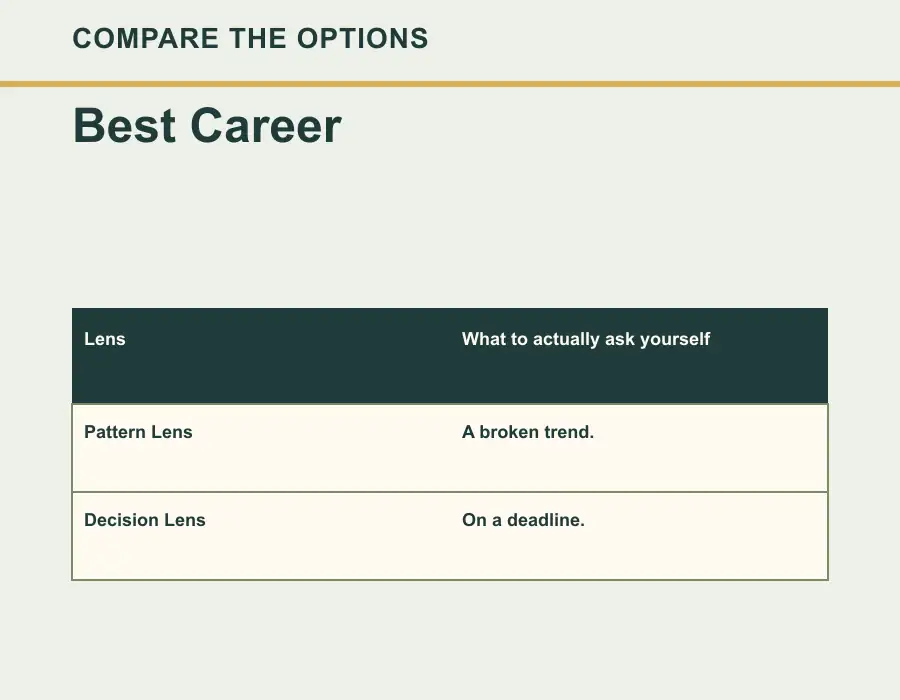 COMPARE THE OPTIONS
Best Career
Lens
What to actually ask yourself
Pattern Lens
A broken trend.
Decision Lens
On a deadline.